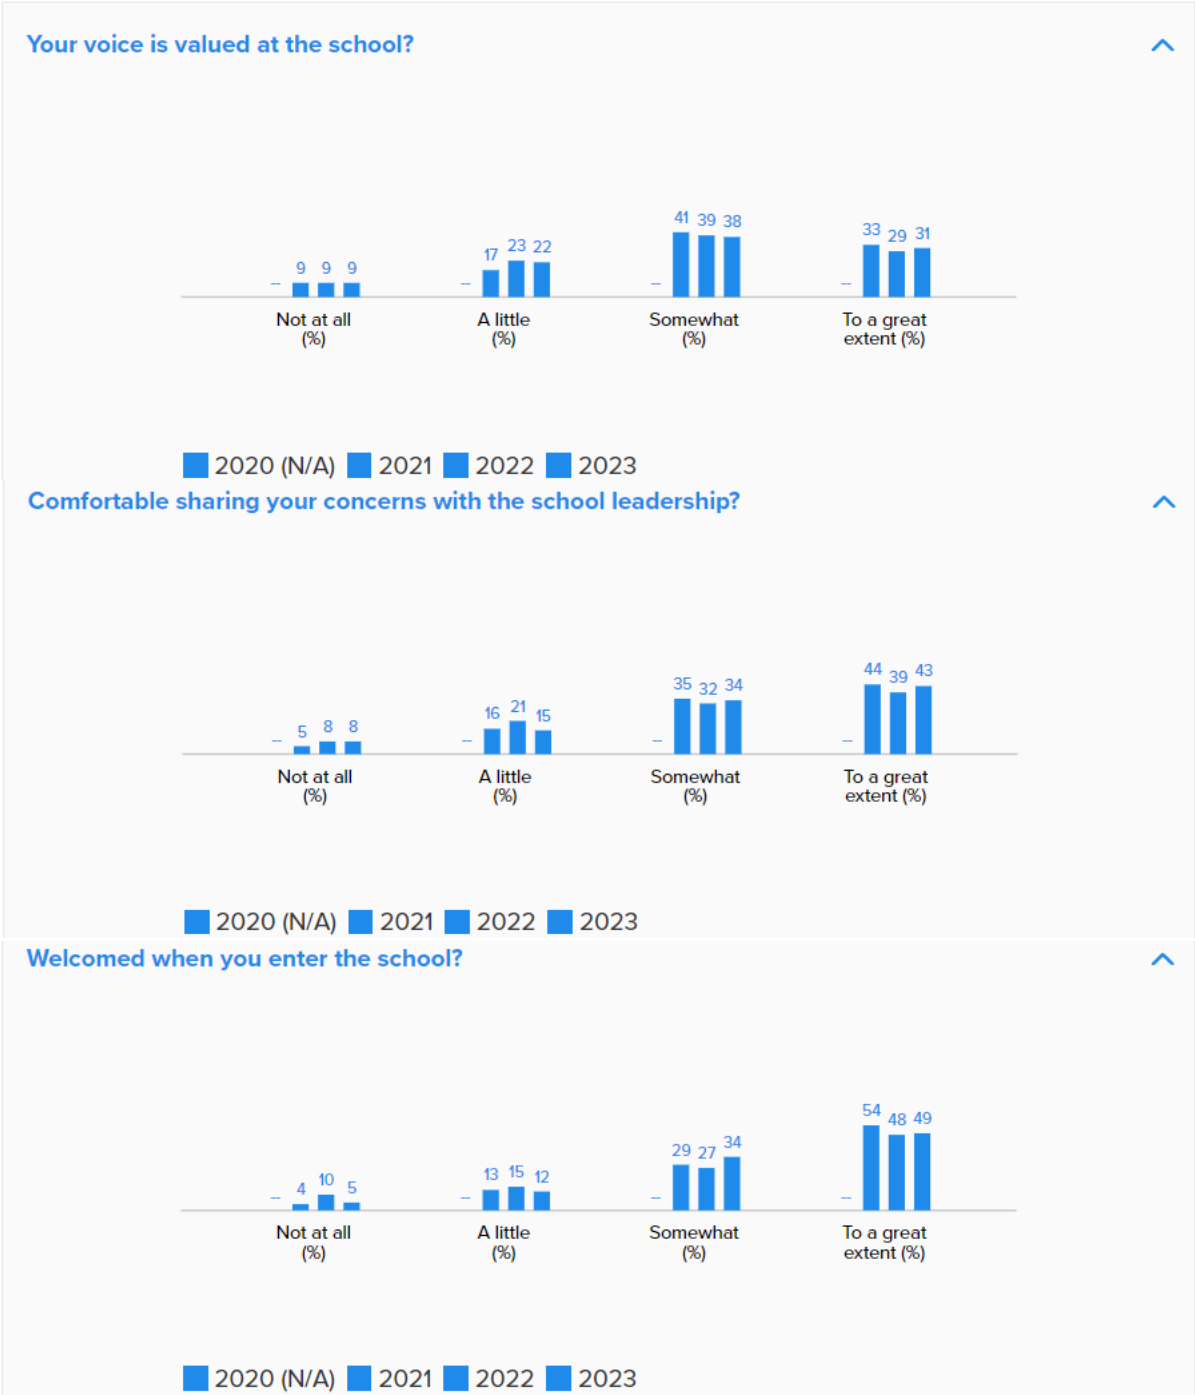 Your voice is valued at the school?
41 39 38
33 29 31
17 23 22
9 9 9
-- -- -- --
Not at all A little Somewhat To a great
(%) (%) (%) extent (%)
2020 (N/A) 2021 2022 2023
Comfortable sharing your concerns with the school leadership?
44 39 43
35 32 34
16 21 15
5 8 8
-- -- -- --
Not at all A little Somewhat To a great
(%) (%) (%) extent (%)
2020 (N/A) 2021 2022 2023
Welcomed when you enter the school?
54 48 49
29 27 34
13 15 12
4 10 5
-- -- -- --
Not at all A little Somewhat To a great
(%) (%) (%) extent (%)
2020 (N/A) 2021 2022 2023